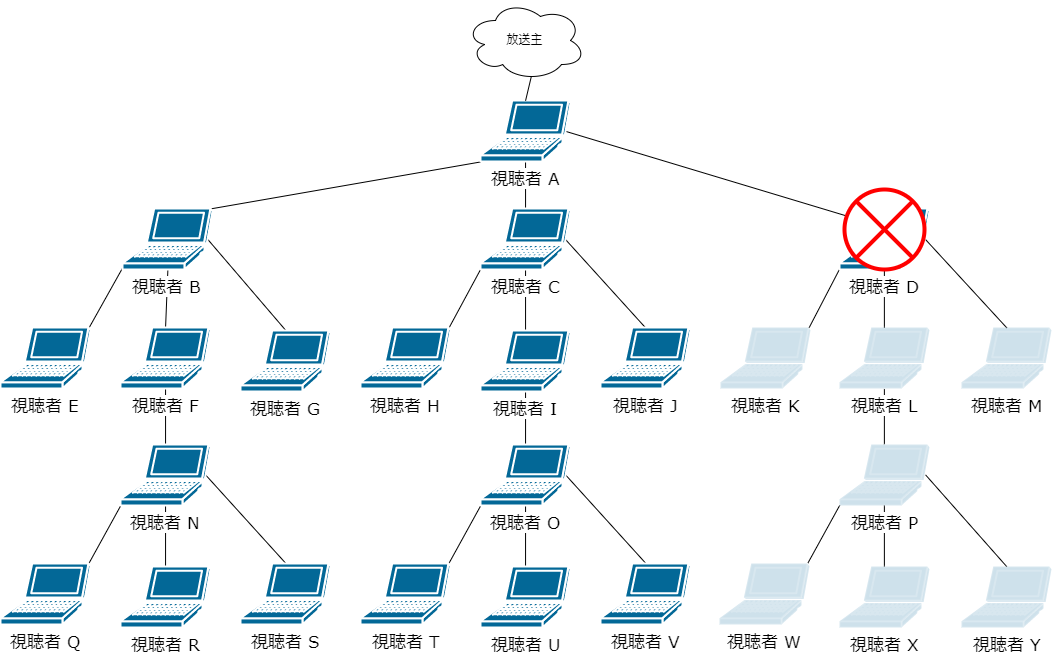 放送主
視聴者 A
視聴者 B
視聴者 C
視聴者 D
視聴者 E
視聴者 F
視聴者 G
視聴者 H
視聴者 I
視聴者 J
視聴者 K
視聴者 L
視聴者 M
視聴者 N
視聴者 O
視聴者 P
視聴者 Q
視聴者 R
視聴者 S
視聴者 T
視聴者 U
視聴者 V
視聴者 W
視聴者 X
視聴者 Y